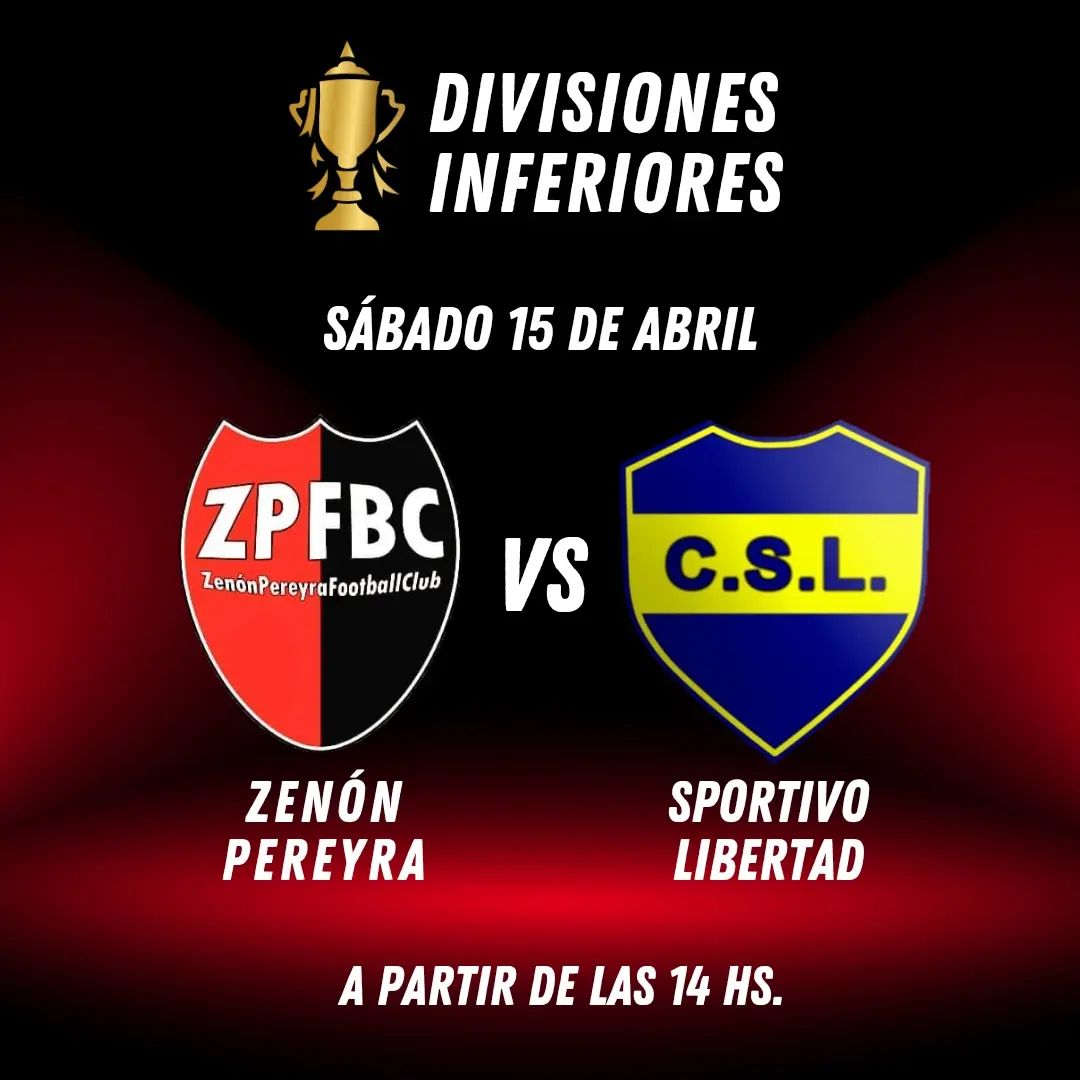 DIVISIONES
INFERIORES
SÁBADO 15 DE ABRIL
ZPFBC
ZenónPereyraFootballClub
VS
C.S.L.
ZENÓN
PEREYRA
SPORTIVO
LIBERTAD
A PARTIR DE LAS 14 HS.